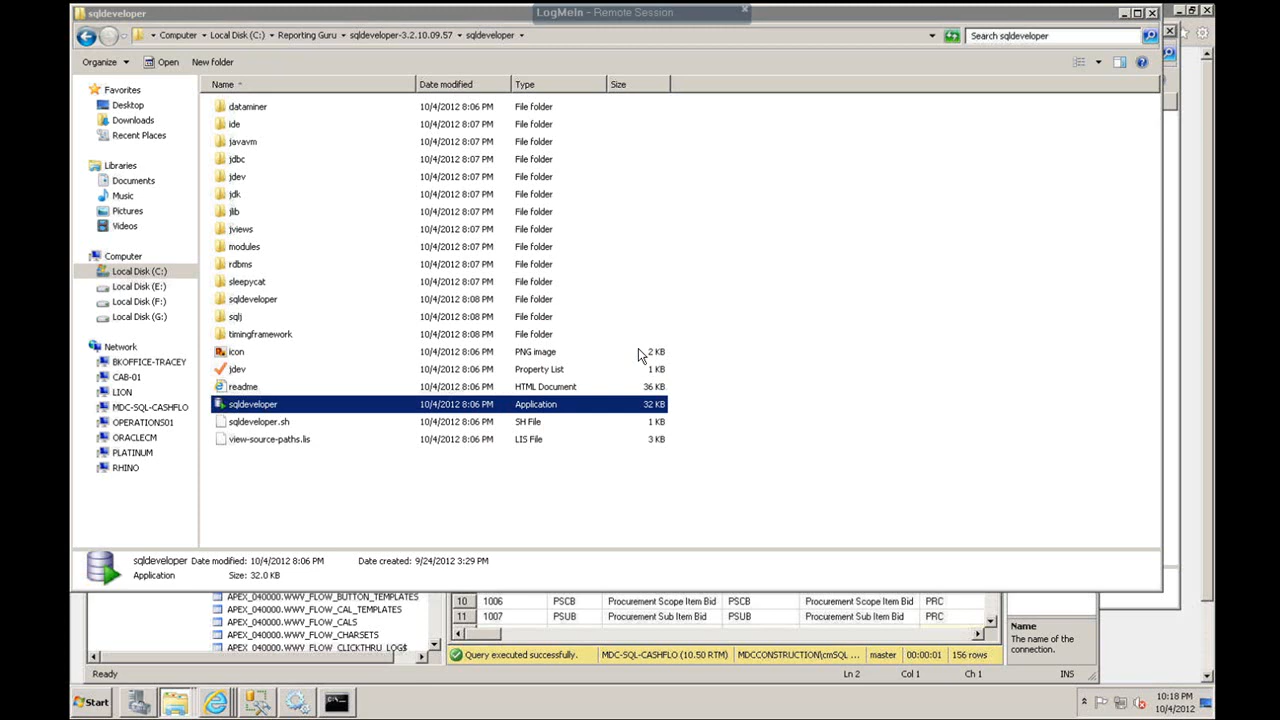 sqldeveloper
LogMeIn - Remote Session
Computer Local Disk (C:) Reporting Guru sqldeveloper-3.2.10.09.57 sqldeveloper
Search sqldeveloper
Organize Open New folder
Name Date modified Type Size
Favorites
Desktop
Downloads
Recent Places
Libraries
Documents
Music
Pictures
Videos
Computer
Local Disk (C:)
Local Disk (E:)
Local Disk (F:)
Local Disk (G:)
Network
BKOFFICE-TRACEY
CAB-01
LION
MDC-SQL-CASHFLO
OPERATIONS01
ORACLECM
PLATINUM
RHINO
dataminer 10/4/2012 8:06 PM File folder
ide 10/4/2012 8:07 PM File folder
javavm 10/4/2012 8:07 PM File folder
jdbc 10/4/2012 8:07 PM File folder
jdev 10/4/2012 8:07 PM File folder
jdk 10/4/2012 8:06 PM File folder
jlib 10/4/2012 8:06 PM File folder
jviews 10/4/2012 8:07 PM File folder
modules 10/4/2012 8:06 PM File folder
rdbms 10/4/2012 8:06 PM File folder
sleepycat 10/4/2012 8:06 PM File folder
sqldeveloper 10/4/2012 8:08 PM File folder
sqlj 10/4/2012 8:08 PM File folder
timingframework 10/4/2012 8:08 PM File folder
icon 10/4/2012 8:06 PM PNG image 2 KB
jdev 10/4/2012 8:06 PM Property List 1 KB
readme 10/4/2012 8:06 PM HTML Document 36 KB
sqldeveloper 10/4/2012 8:06 PM Application 32 KB
sqldeveloper.sh 10/4/2012 8:06 PM SH File 1 KB
view-source-paths.lis 10/4/2012 8:06 PM LIS File 3 KB
sqldeveloper Date modified: 10/4/2012 8:06 PM Date created: 9/24/2012 3:29 PM
Application Size: 32.0 KB
APEX_040000.WWV_FLOW_BUTTON_TEMPLATES
APEX_040000.WWV_FLOW_CAL_TEMPLATES
APEX_040000.WWV_FLOW_CALS
APEX_040000.WWV_FLOW_CHARSETS
APEX_040000.WWV_FLOW_CLICKTHRU_LOG$
10 1006 PSCB Procurement Scope Item Bid PSCB Procurement Scope Item Bid PRC
11 1007 PSUB Procurement Sub Item Bid PSUB Procurement Sub Item Bid PRC
Name
The name of the
connection.
Query executed successfully. MDC-SQL-CASHFLO (10.50 RTM) MDCCONSTRUCTION\cmSQL ... master 00:00:01 156 rows
Ready Ln 2 Col 1 Ch 1 INS
Start
10:18 PM
10/4/2012